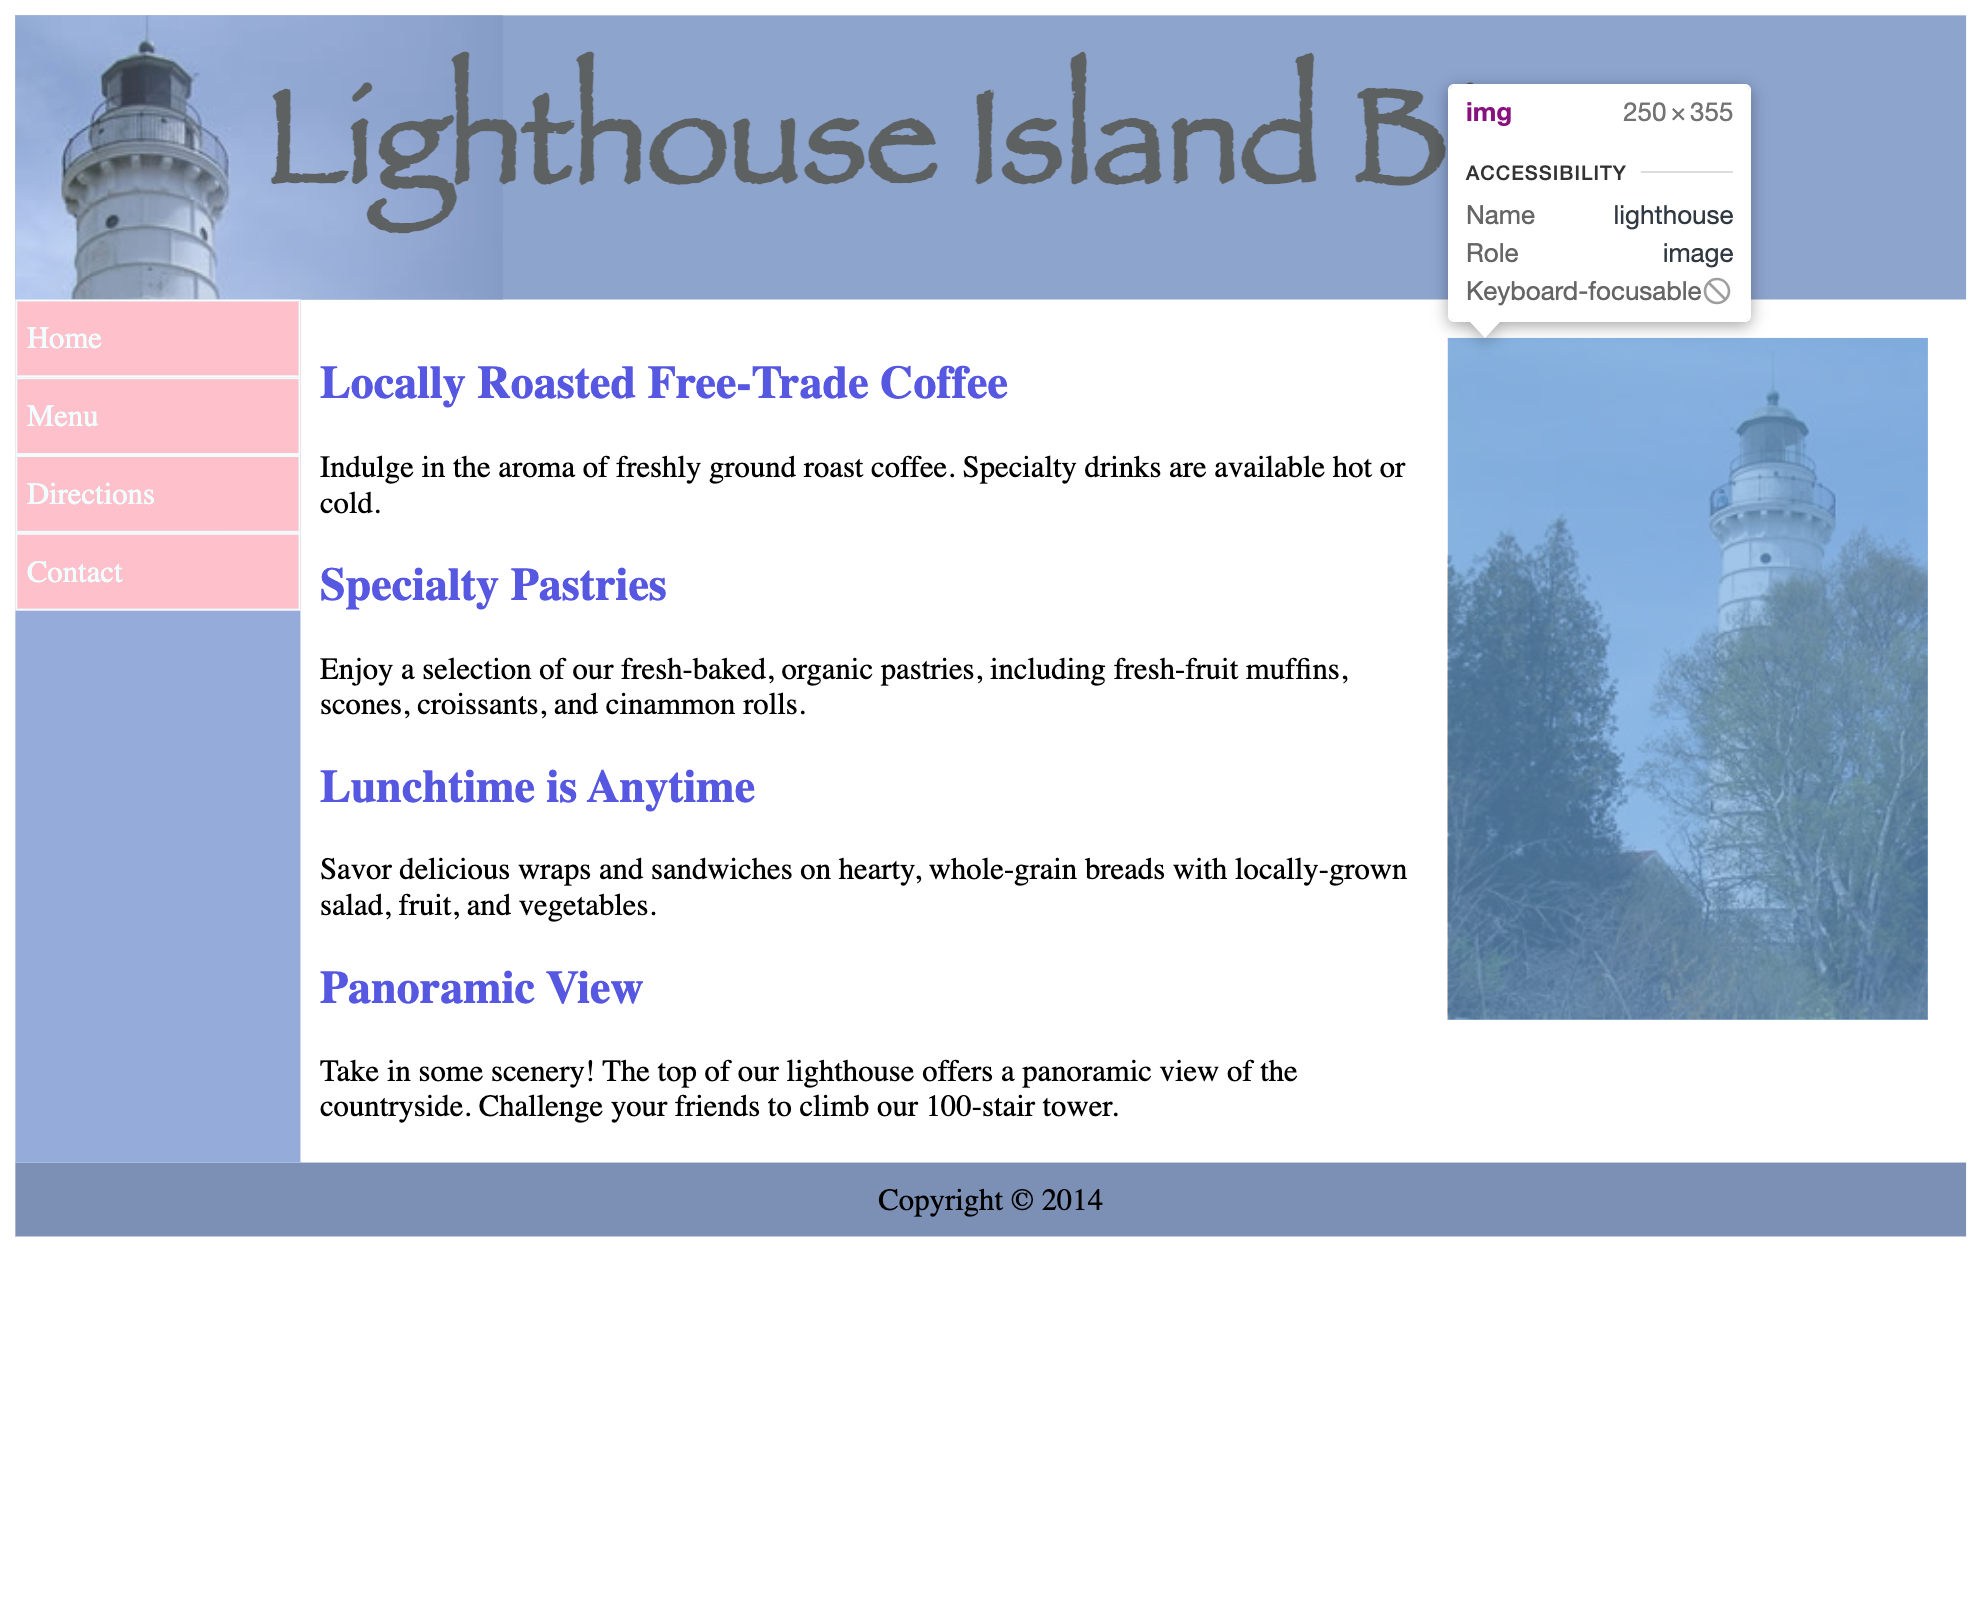 Lighthouse Island B
img 250 × 355
ACCESSIBILITY
Name lighthouse
Role image
Keyboard-focusable
Home
Menu
Directions
Contact
Locally Roasted Free-Trade Coffee
Indulge in the aroma of freshly ground roast coffee. Specialty drinks are available hot or
cold.
Specialty Pastries
Enjoy a selection of our fresh-baked, organic pastries, including fresh-fruit muffins,
scones, croissants, and cinammon rolls.
Lunchtime is Anytime
Savor delicious wraps and sandwiches on hearty, whole-grain breads with locally-grown
salad, fruit, and vegetables.
Panoramic View
Take in some scenery! The top of our lighthouse offers a panoramic view of the
countryside. Challenge your friends to climb our 100-stair tower.
Copyright © 2014